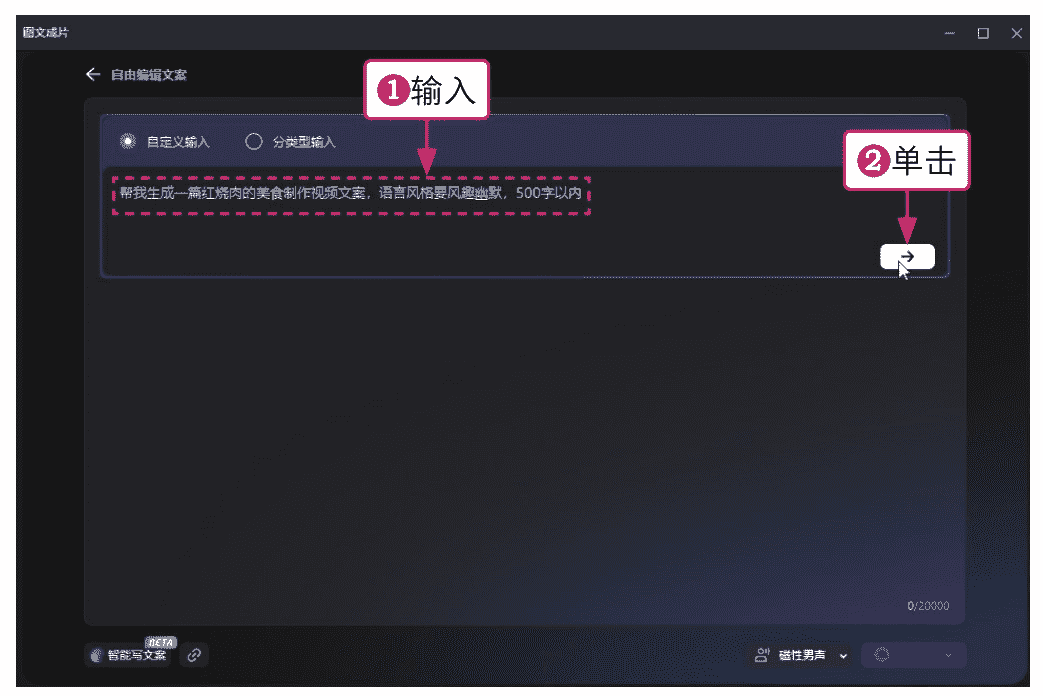 图文成片
自由编辑文案
❶输入
自定义输入 分类型输入
❷单击
帮我生成一篇红烧肉的美食制作视频文案，语言风格要风趣幽默，500字以内
0/20000
BETA
智能写文案
磁性男声